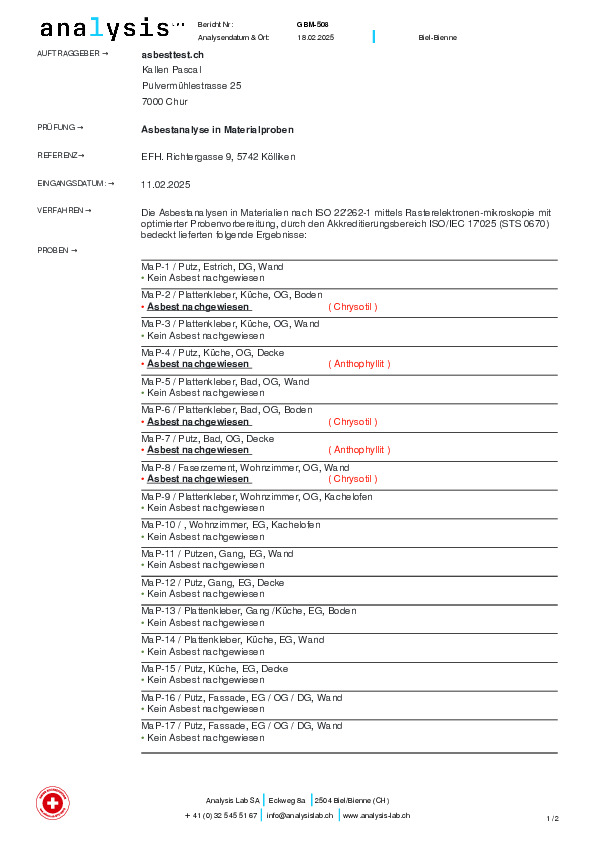 analysis
Bericht Nr: GBM-508
Analysendatum & Ort: 18.02.2025 Biel-Bienne
AUFTRAGGEBER → asbesttest.ch
Kallen Pascal
Pulvermühlestrasse 25
7000 Chur
PRÜFUNG → Asbestanalyse in Materialproben
REFERENZ → EFH. Richtergasse 9, 5742 Kölliken
EINGANGSDATUM: → 11.02.2025
VERFAHREN → Die Asbestanalysen in Materialien nach ISO 22'262-1 mittels Rasterelektronen-mikroskopie mit
optimierter Probenvorbereitung, durch den Akkreditierungsbereich ISO/IEC 17'025 (STS 0670)
bedeckt lieferten folgende Ergebnisse:
PROBEN →
MaP-1 / Putz, Estrich, DG, Wand
• Kein Asbest nachgewiesen
MaP-2 / Plattenkleber, Küche, OG, Boden
• Asbest nachgewiesen ( Chrysotil )
MaP-3 / Plattenkleber, Küche, OG, Wand
• Kein Asbest nachgewiesen
MaP-4 / Putz, Küche, OG, Decke
• Asbest nachgewiesen ( Anthophyllit )
MaP-5 / Plattenkleber, Bad, OG, Wand
• Kein Asbest nachgewiesen
MaP-6 / Plattenkleber, Bad, OG, Boden
• Asbest nachgewiesen ( Chrysotil )
MaP-7 / Putz, Bad, OG, Decke
• Asbest nachgewiesen ( Anthophyllit )
MaP-8 / Faserzement, Wohnzimmer, OG, Wand
• Asbest nachgewiesen ( Chrysotil )
MaP-9 / Plattenkleber, Wohnzimmer, OG, Kachelofen
• Kein Asbest nachgewiesen
MaP-10 / , Wohnzimmer, EG, Kachelofen
• Kein Asbest nachgewiesen
MaP-11 / Putzen, Gang, EG, Wand
• Kein Asbest nachgewiesen
MaP-12 / Putz, Gang, EG, Decke
• Kein Asbest nachgewiesen
MaP-13 / Plattenkleber, Gang /Küche, EG, Boden
• Kein Asbest nachgewiesen
MaP-14 / Plattenkleber, Küche, EG, Wand
• Kein Asbest nachgewiesen
MaP-15 / Putz, Küche, EG, Decke
• Kein Asbest nachgewiesen
MaP-16 / Putz, Fassade, EG / OG / DG, Wand
• Kein Asbest nachgewiesen
MaP-17 / Putz, Fassade, EG / OG / DG, Wand
• Kein Asbest nachgewiesen
Analysis Lab SA | Eckweg 8a | 2504 Biel/Bienne (CH)
+ 41 (0) 32 545 51 67 | info@analysislab.ch | www.analysis-lab.ch
1 / 2